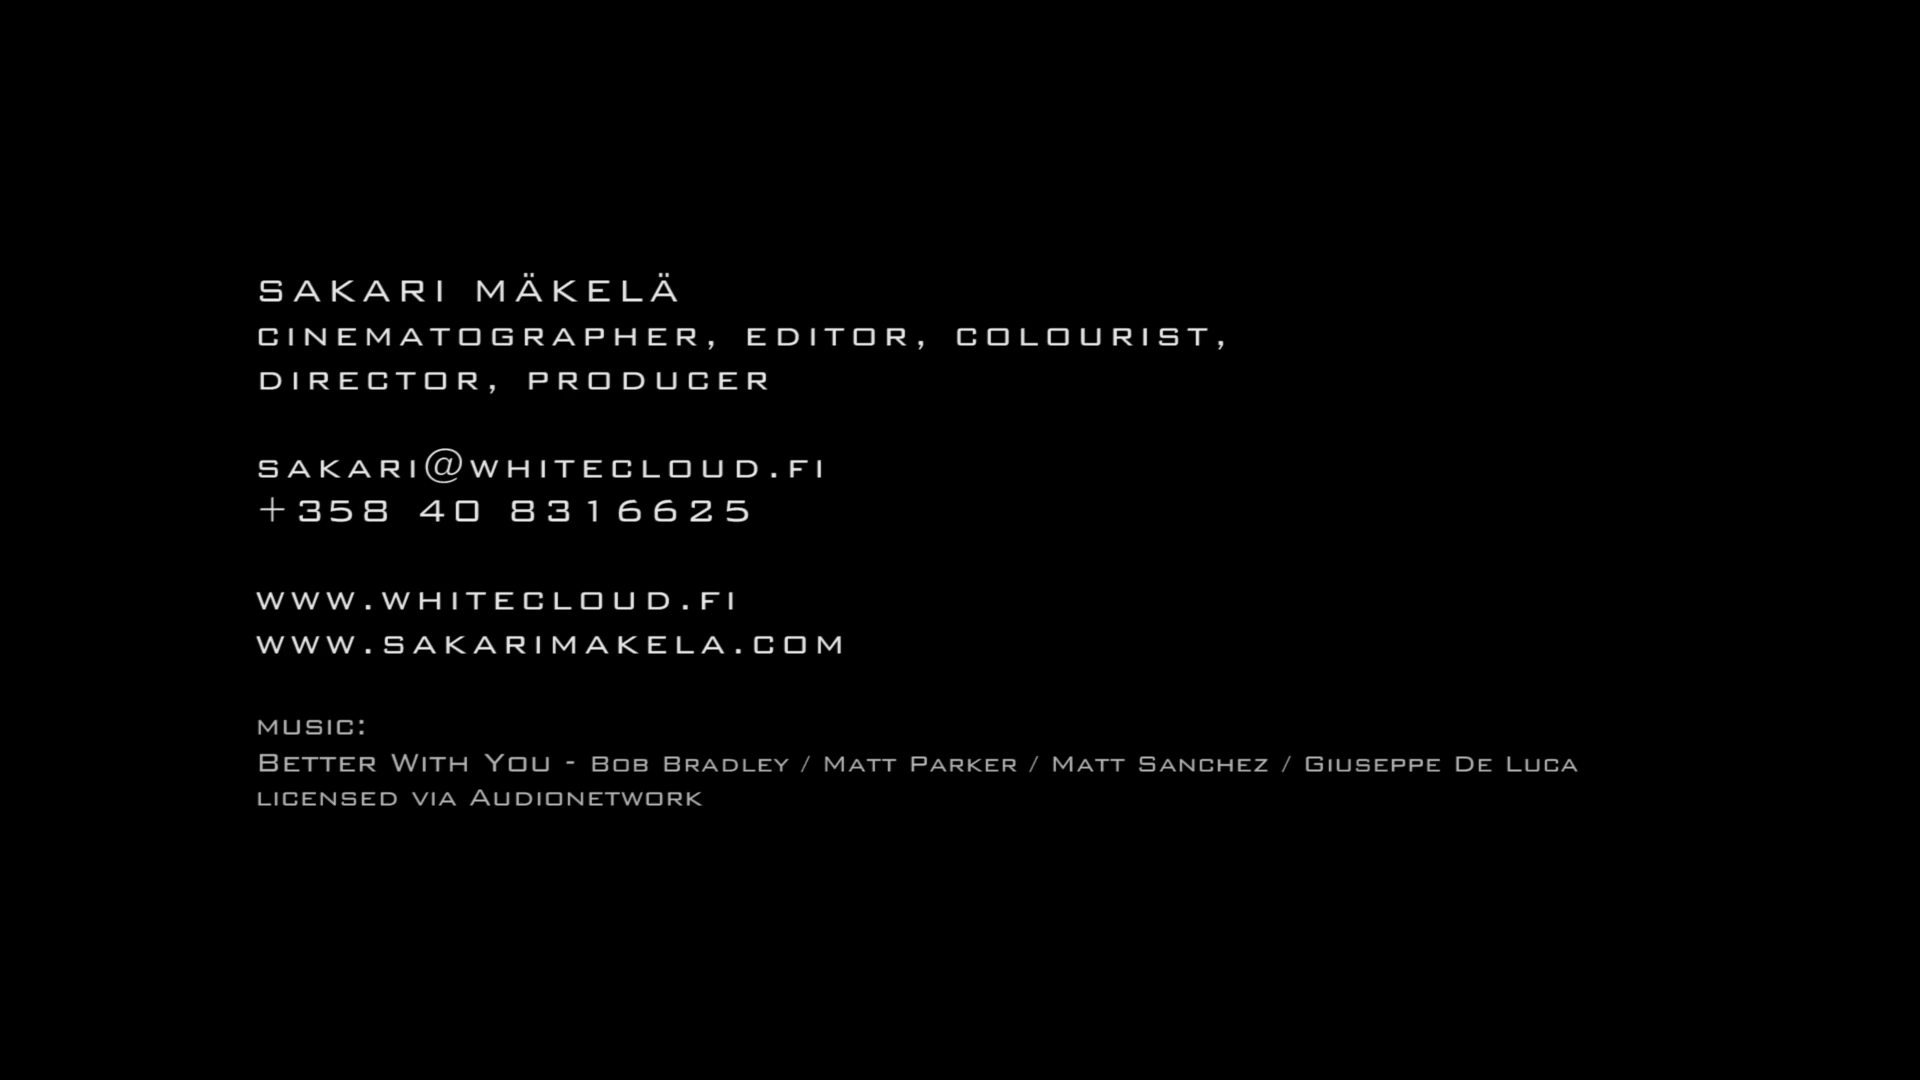 SAKARI MÄKELÄ
CINEMATOGRAPHER, EDITOR, COLOURIST,
DIRECTOR, PRODUCER
SAKARI@WHITECLOUD.FI
+358 40 8316625
WWW.WHITECLOUD.FI
WWW.SAKARIMAKELA.COM
MUSIC:
BETTER WITH YOU - BOB BRADLEY / MATT PARKER / MATT SANCHEZ / GIUSEPPE DE LUCA
LICENSED VIA AUDIONETWORK